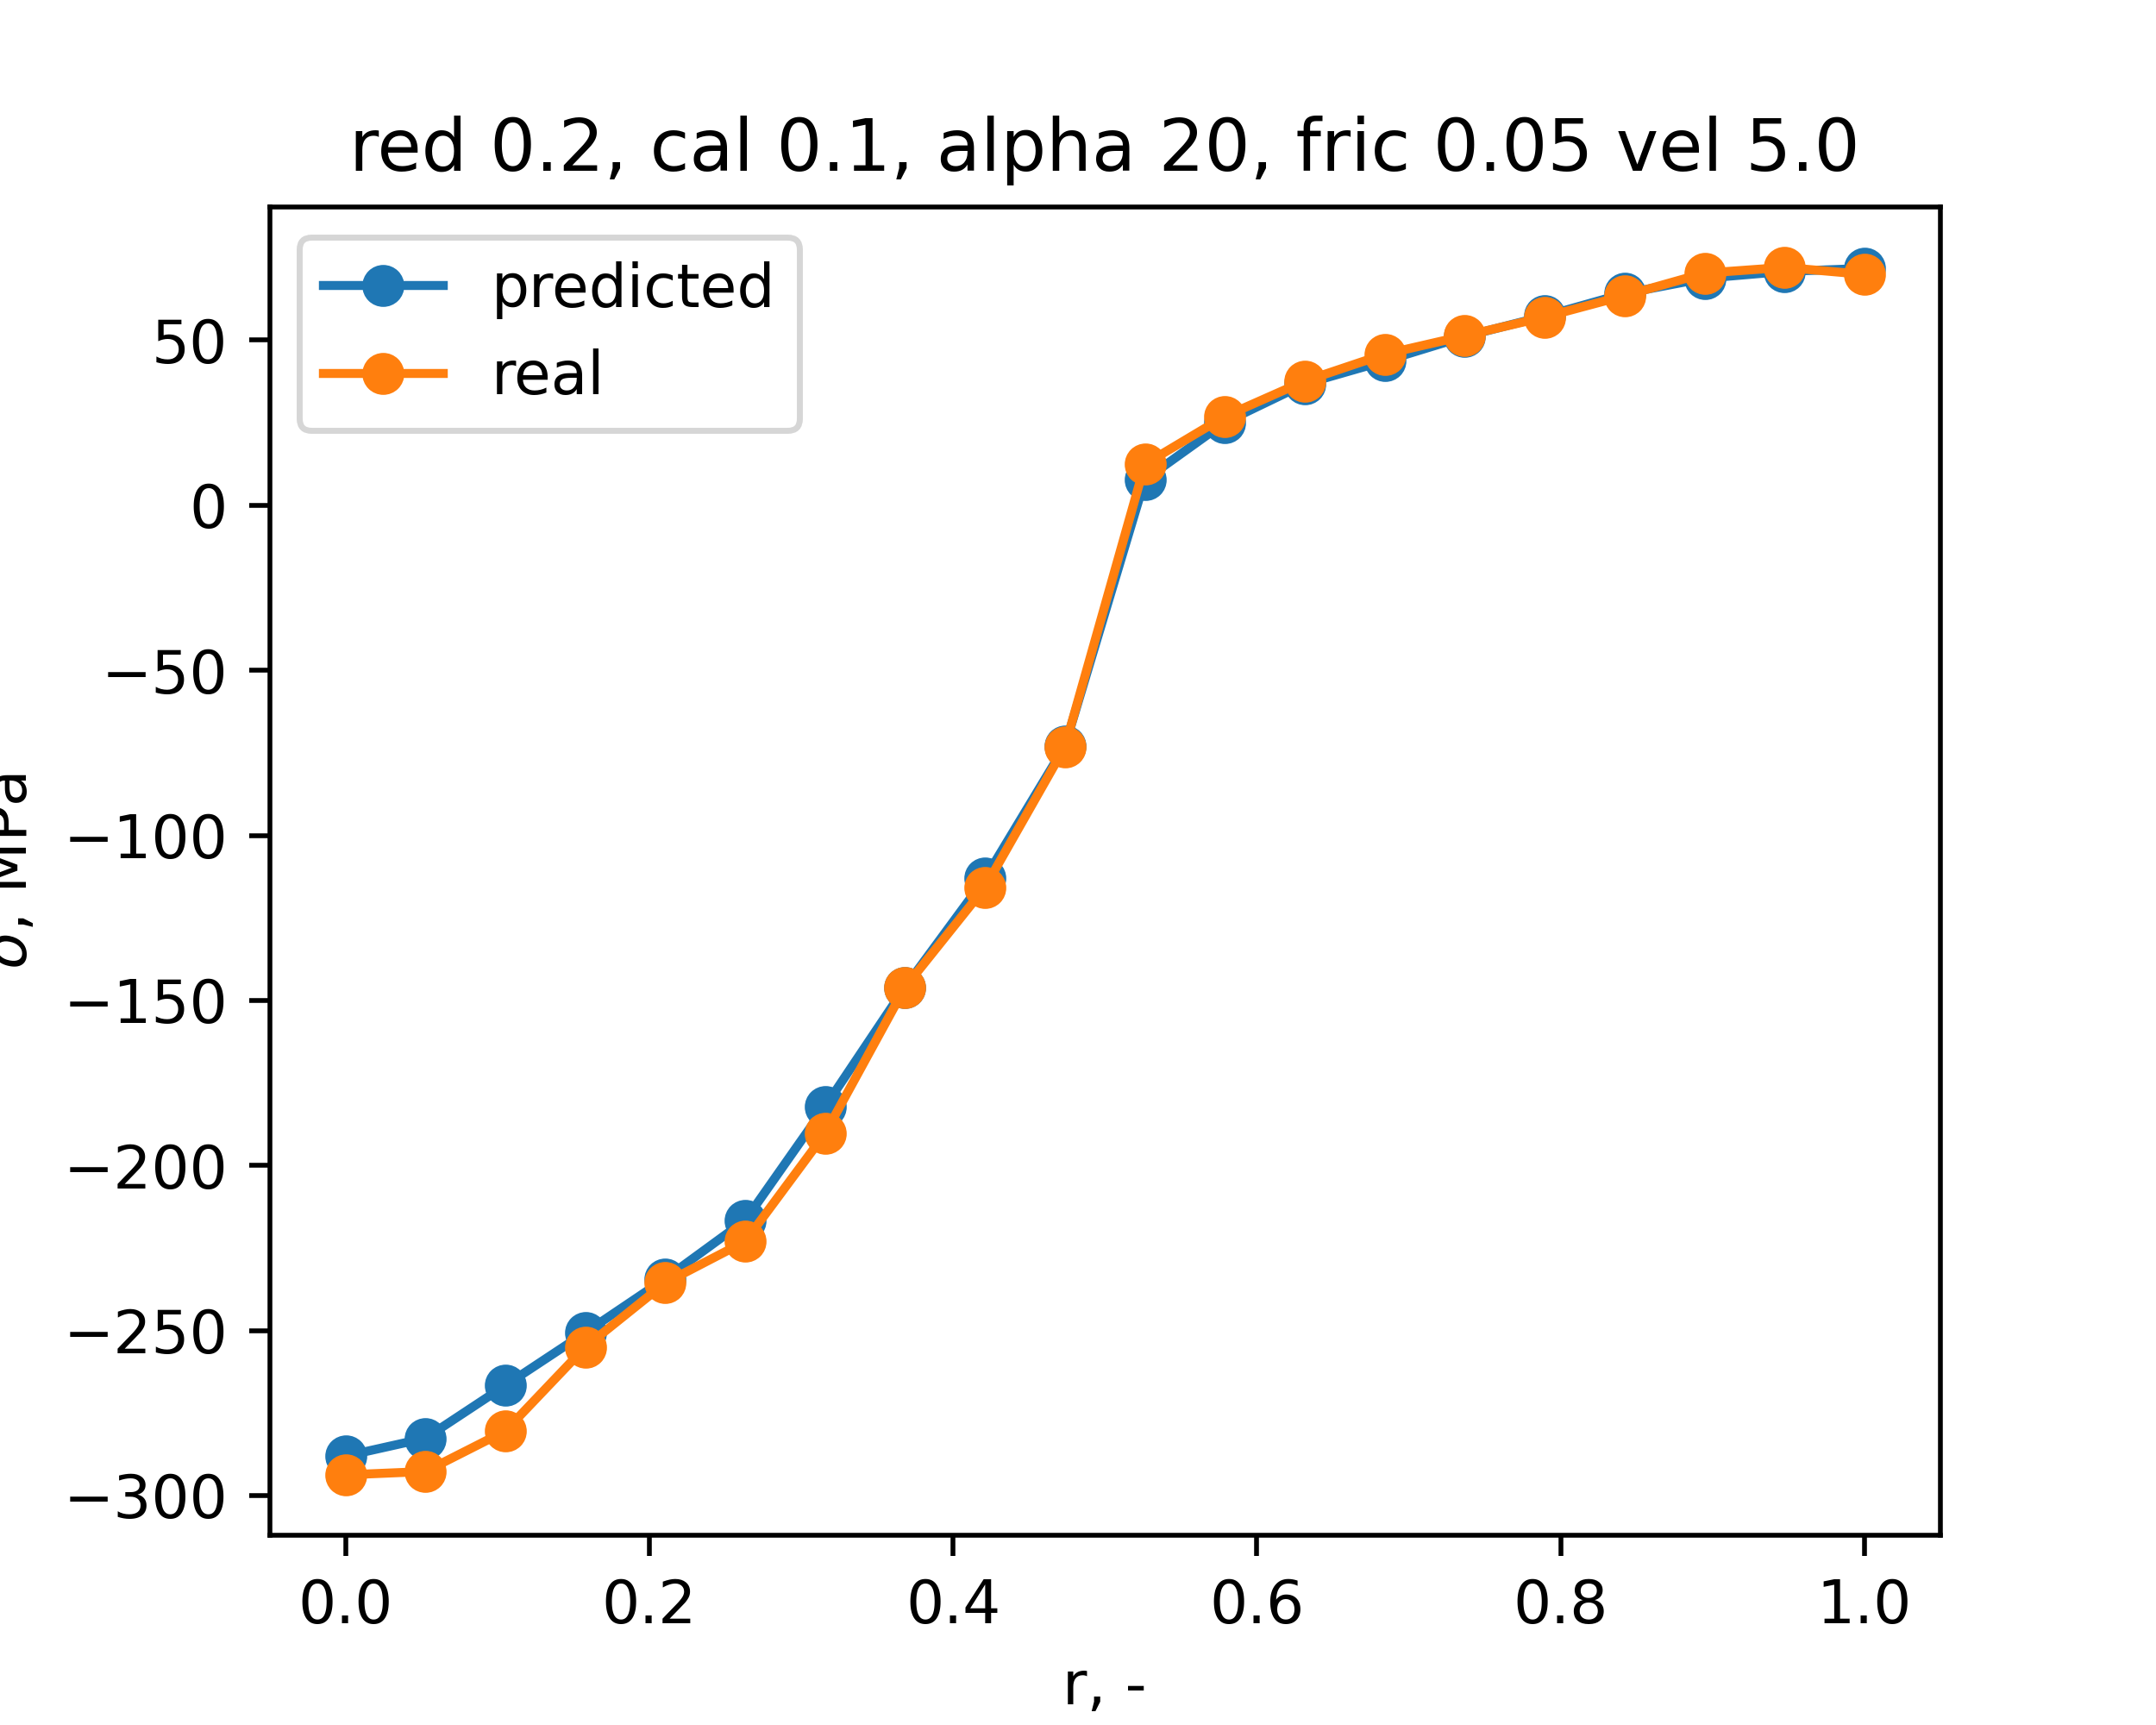 red 0.2, cal 0.1, alpha 20, fric 0.05 vel 5.0
predicted
real
50
0
−50
−100
−150
−200
−250
−300
σ, MPa
0.0 0.2 0.4 0.6 0.8 1.0
r, -